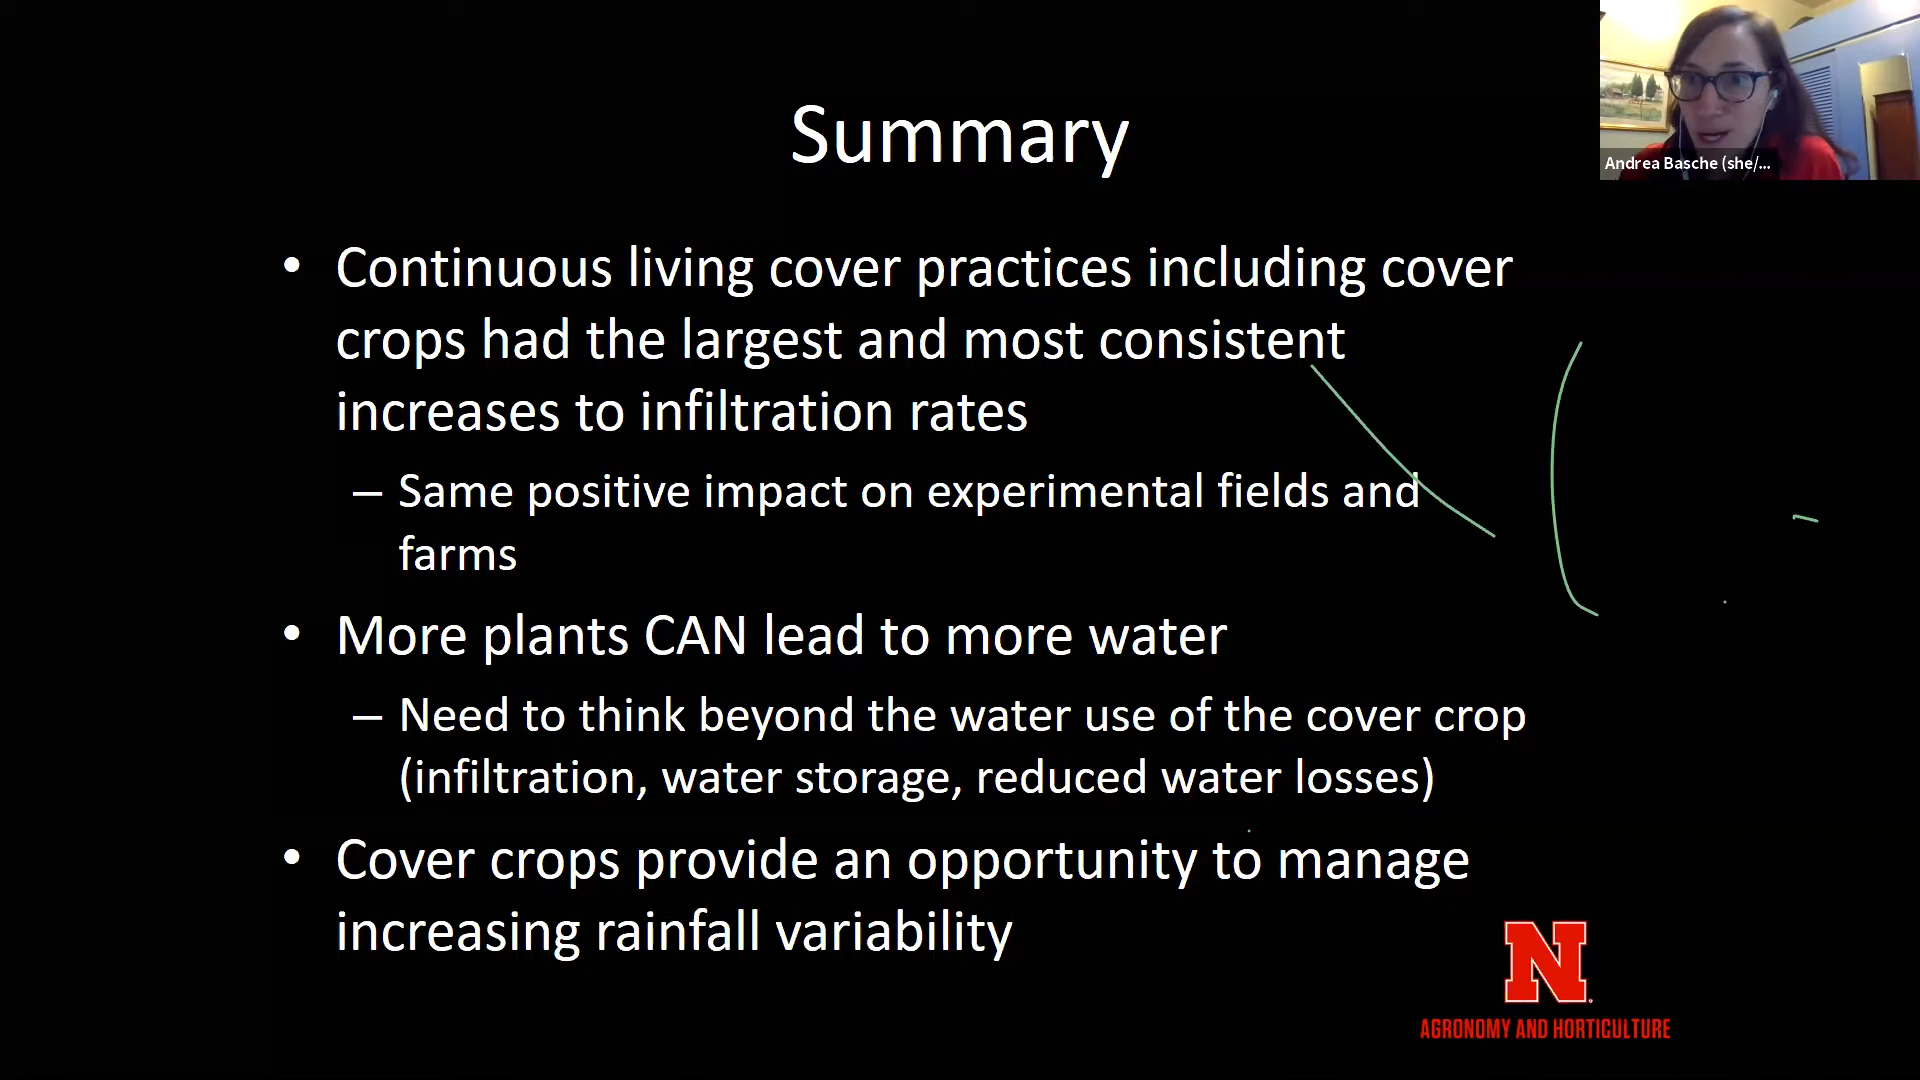 Andrea Basche (she/...
Summary
• Continuous living cover practices including cover
crops had the largest and most consistent
increases to infiltration rates
– Same positive impact on experimental fields and
farms
• More plants CAN lead to more water
– Need to think beyond the water use of the cover crop
(infiltration, water storage, reduced water losses)
• Cover crops provide an opportunity to manage
increasing rainfall variability
N
AGRONOMY AND HORTICULTURE